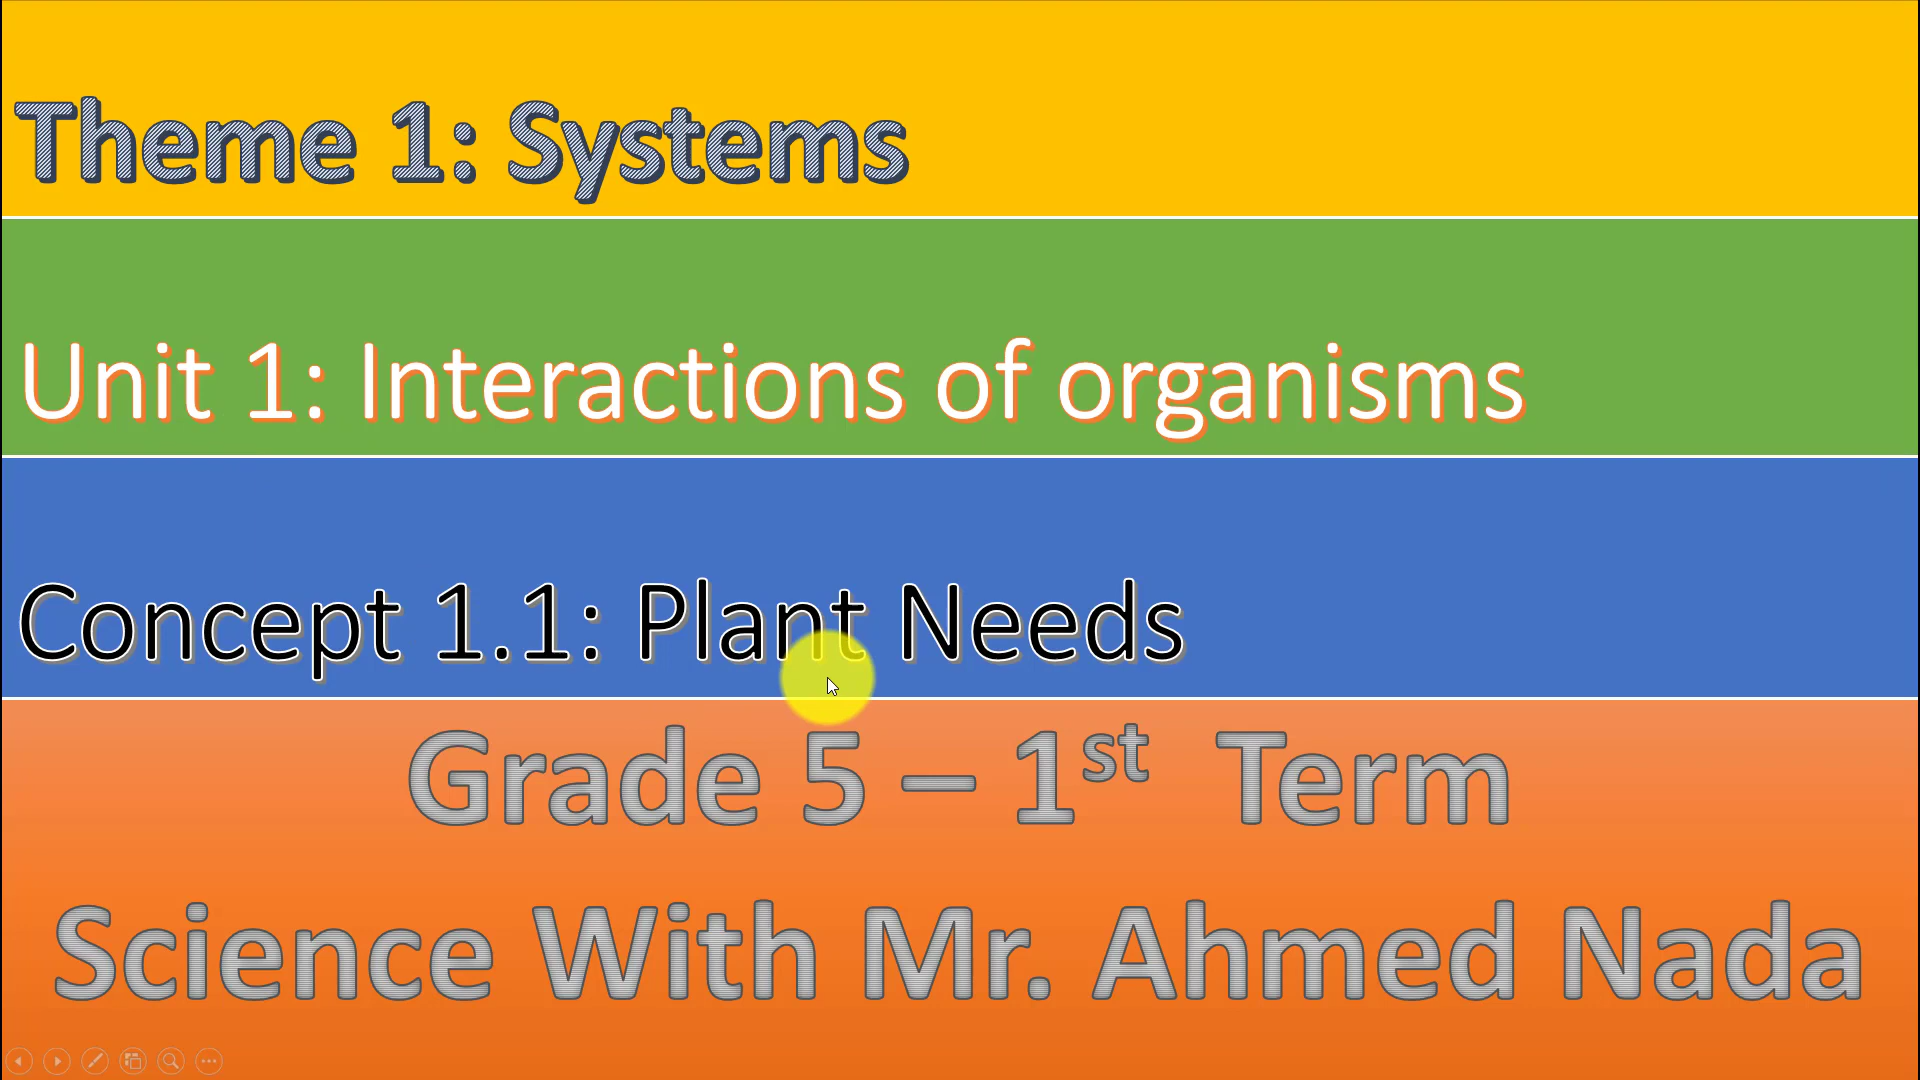 Theme 1: Systems
Unit 1: Interactions of organisms
Concept 1.1: Plant Needs
Grade 5 – 1st Term
Science With Mr. Ahmed Nada